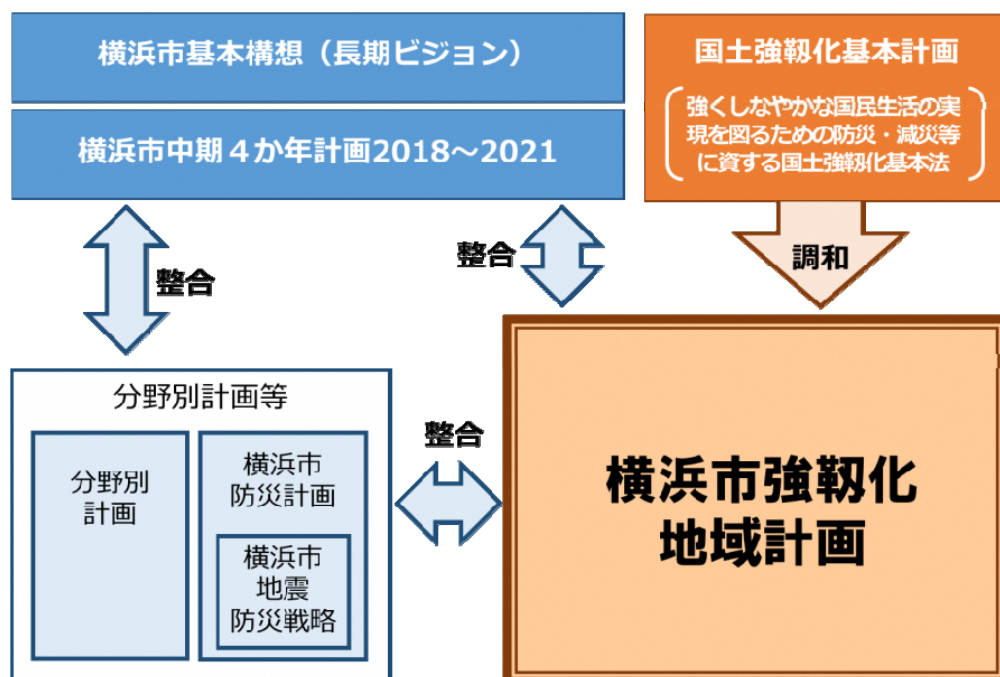 横浜市基本構想（長期ビジョン）
横浜市中期４か年計画2018～2021
国土強靱化基本計画
強くしなやかな国民生活の実
現を図るための防災・減災等
に資する国土強靱化基本法
整合
整合
調和
分野別計画等
分野別
計画
横浜市
防災計画
横浜市
地震
防災戦略
整合
横浜市強靱化
地域計画